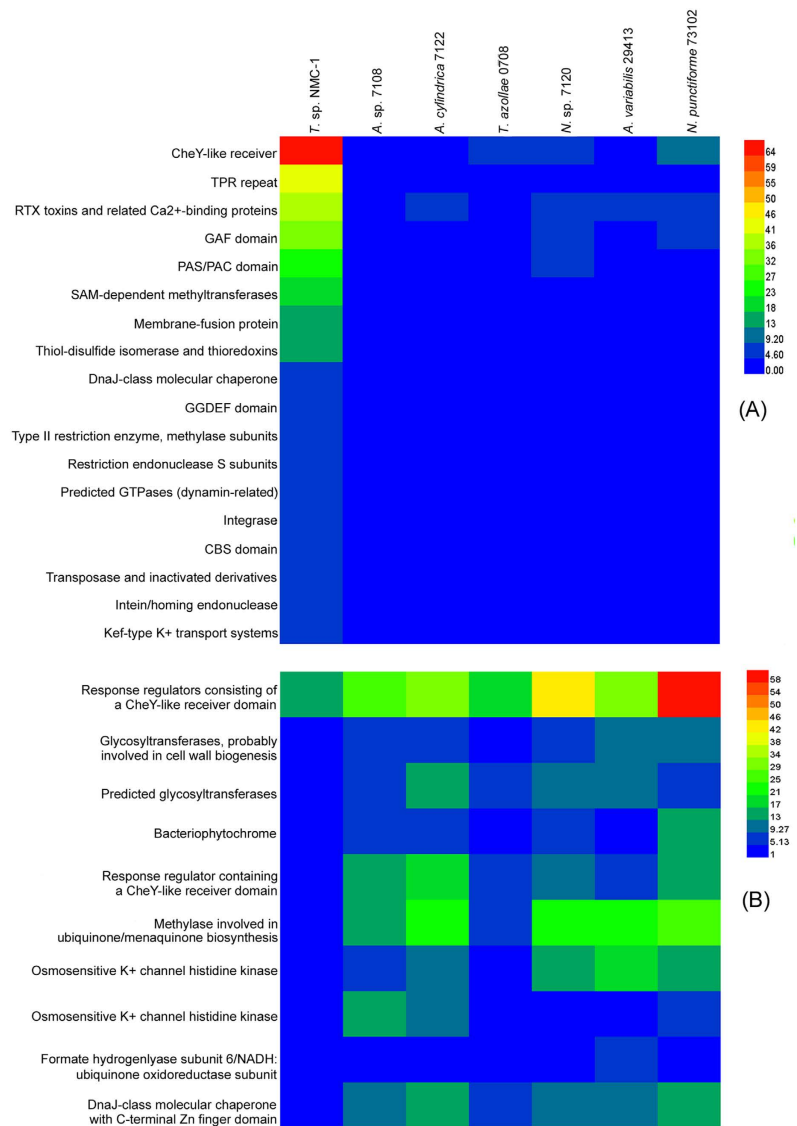 T. sp. NMC-1
A. sp. 7108
A. cylindrica 7122
T. azollae 0708
N. sp. 7120
A. variabilis 29413
N. punctiforme 73102
CheY-like receiver
TPR repeat
RTX toxins and related Ca2+-binding proteins
GAF domain
PAS/PAC domain
SAM-dependent methyltransferases
Membrane-fusion protein
Thiol-disulfide isomerase and thioredoxins
DnaJ-class molecular chaperone
GGDEF domain
Type II restriction enzyme, methylase subunits
Restriction endonuclease S subunits
Predicted GTPases (dynamin-related)
Integrase
CBS domain
Transposase and inactivated derivatives
Intein/homing endonuclease
Kef-type K+ transport systems
64
59
55
50
46
41
36
32
27
23
18
13
9.20
4.60
0.00
(A)
Response regulators consisting of
a CheY-like receiver domain
Glycosyltransferases, probably
involved in cell wall biogenesis
Predicted glycosyltransferases
Bacteriophytochrome
Response regulator containing
a CheY-like receiver domain
Methylase involved in
ubiquinone/menaquinone biosynthesis
Osmosensitive K+ channel histidine kinase
Osmosensitive K+ channel histidine kinase
Formate hydrogenlyase subunit 6/NADH:
ubiquinone oxidoreductase subunit
DnaJ-class molecular chaperone
with C-terminal Zn finger domain
58
54
50
46
42
38
34
29
25
21
17
13
9.27
5.13
1
(B)